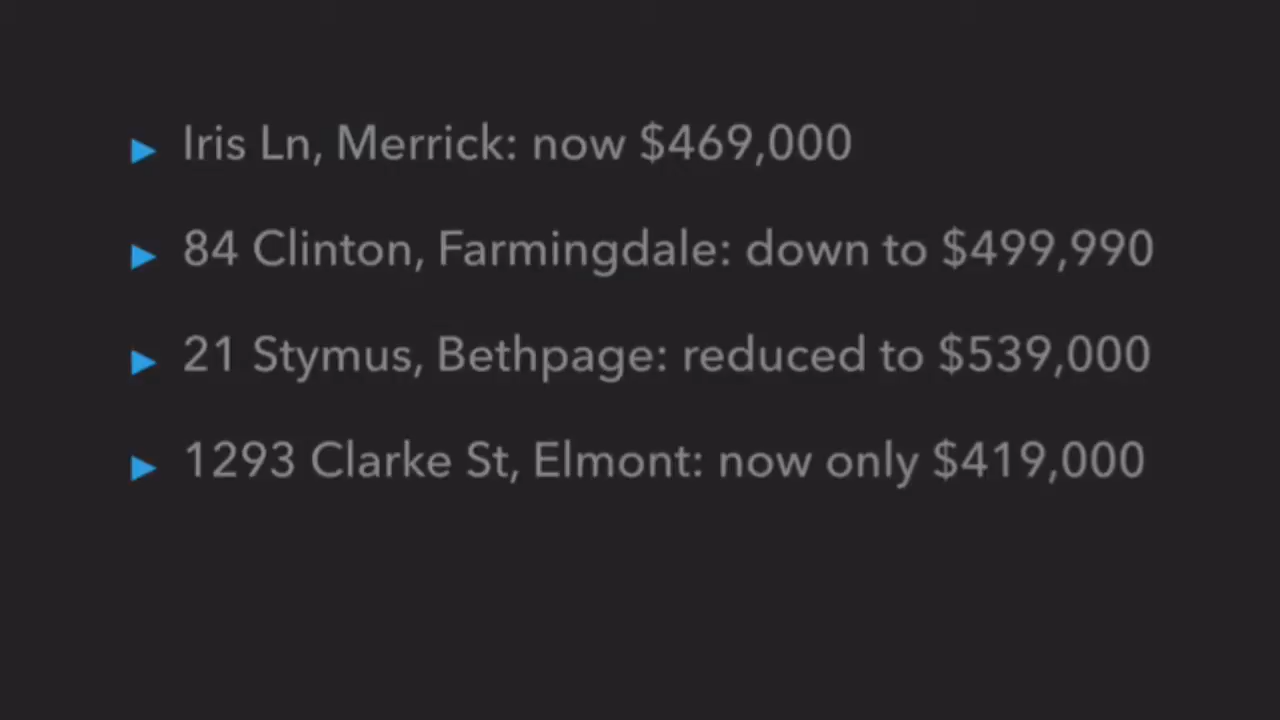 ▶ Iris Ln, Merrick: now $469,000
▶ 84 Clinton, Farmingdale: down to $499,990
▶ 21 Stymus, Bethpage: reduced to $539,000
▶ 1293 Clarke St, Elmont: now only $419,000